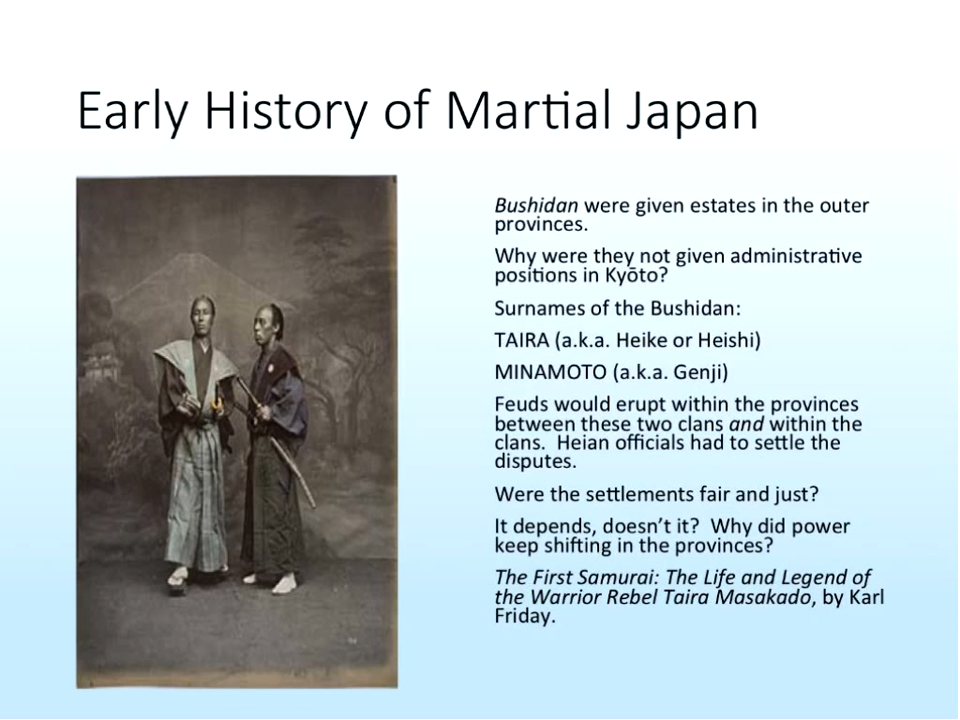 Early History of Martial Japan
Bushidan were given estates in the outer
provinces.
Why were they not given administrative
positions in Kyōto?
Surnames of the Bushidan:
TAIRA (a.k.a. Heike or Heishi)
MINAMOTO (a.k.a. Genji)
Feuds would erupt within the provinces
between these two clans and within the
clans.  Heian officials had to settle the
disputes.
Were the settlements fair and just?
It depends, doesn’t it?  Why did power
keep shifting in the provinces?
The First Samurai: The Life and Legend of
the Warrior Rebel Taira Masakado, by Karl
Friday.